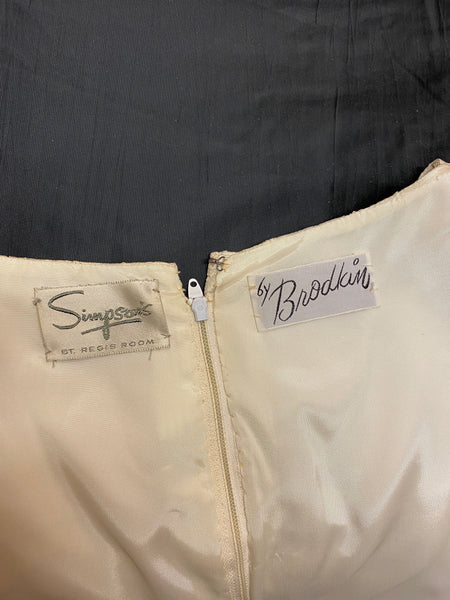 Simpson's
ST. REGIS ROOM
by Brodkin